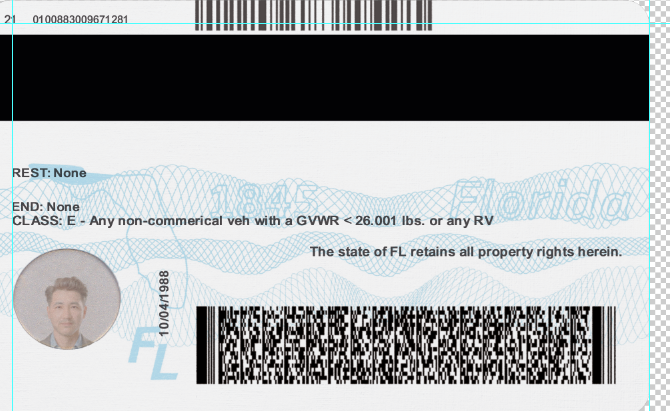 21 0100883009671281
REST: None
1845 Florida
END: None
CLASS: E - Any non-commerical veh with a GVWR < 26.001 lbs. or any RV
The state of FL retains all property rights herein.
10/04/1988
FL